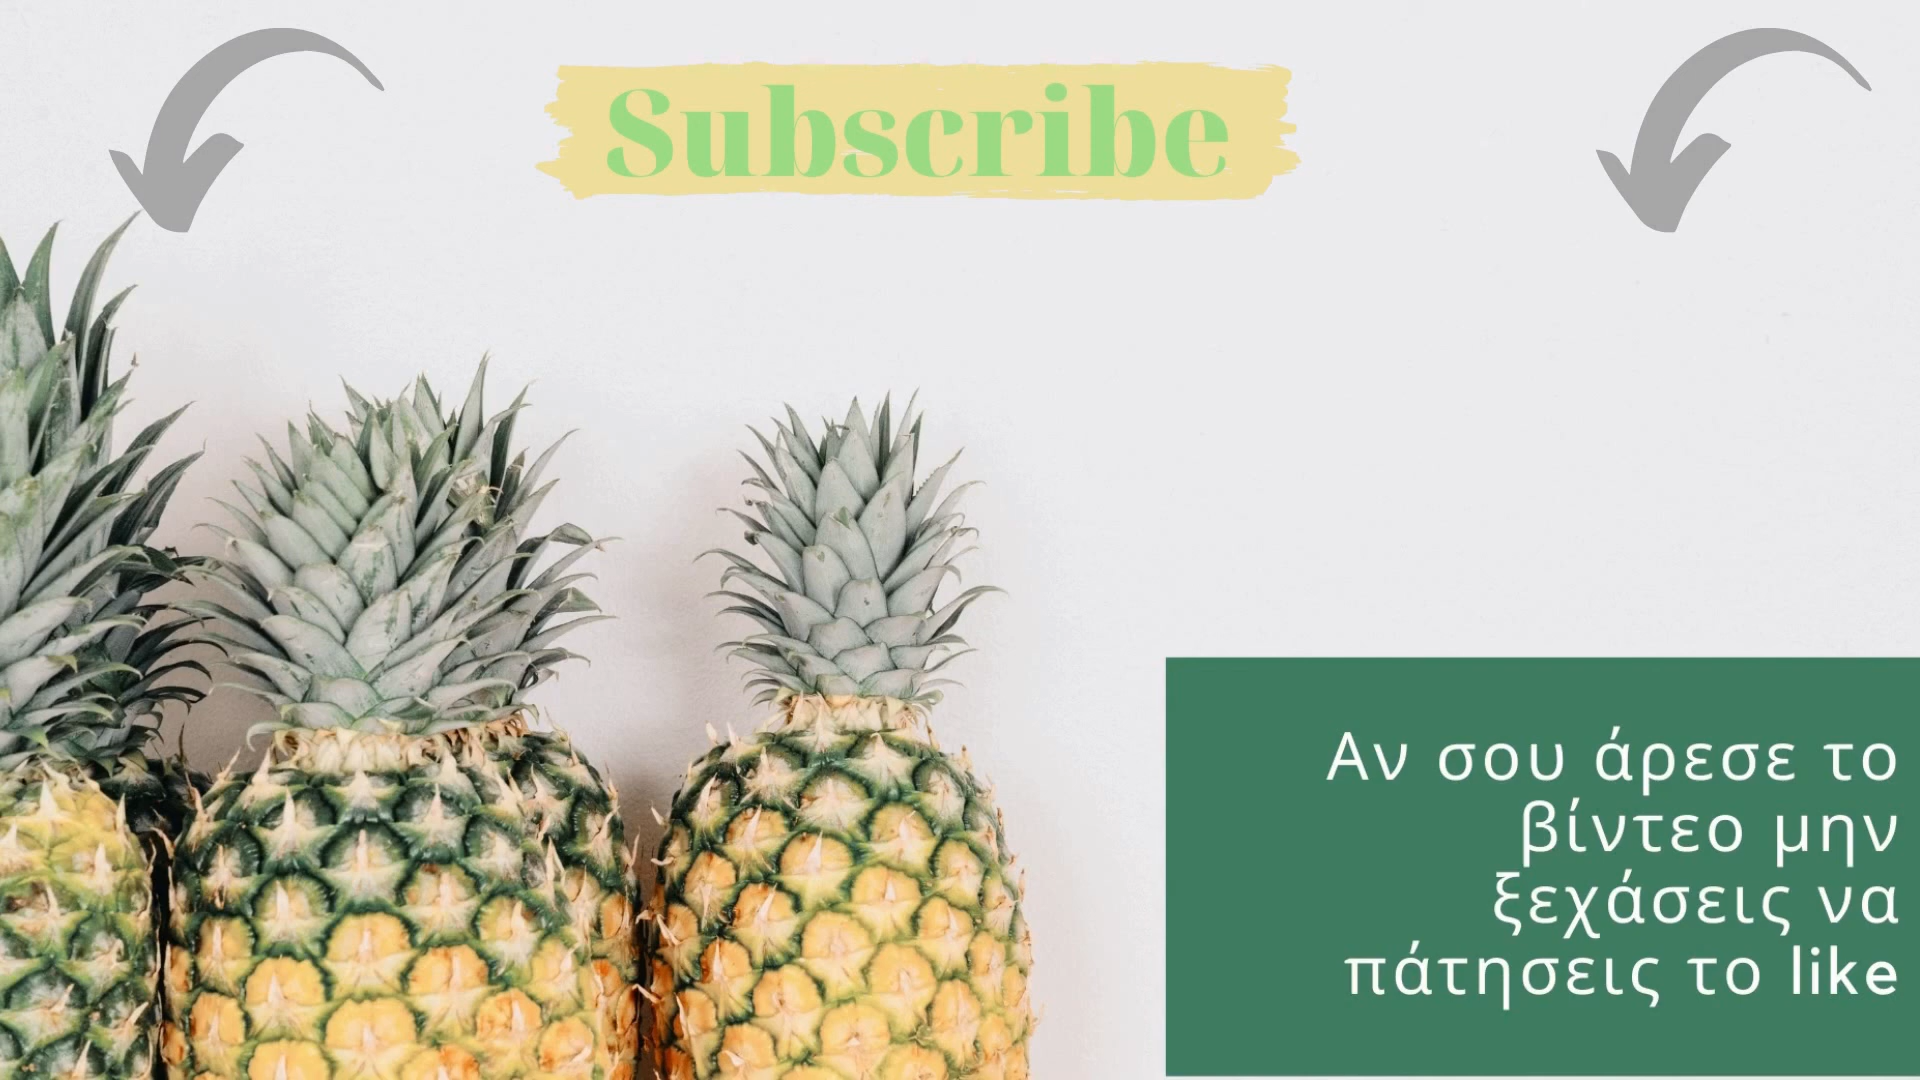 Subscribe
Αν σου άρεσε το
βίντεο μην
ξεχάσεις να
πάτησεις το like